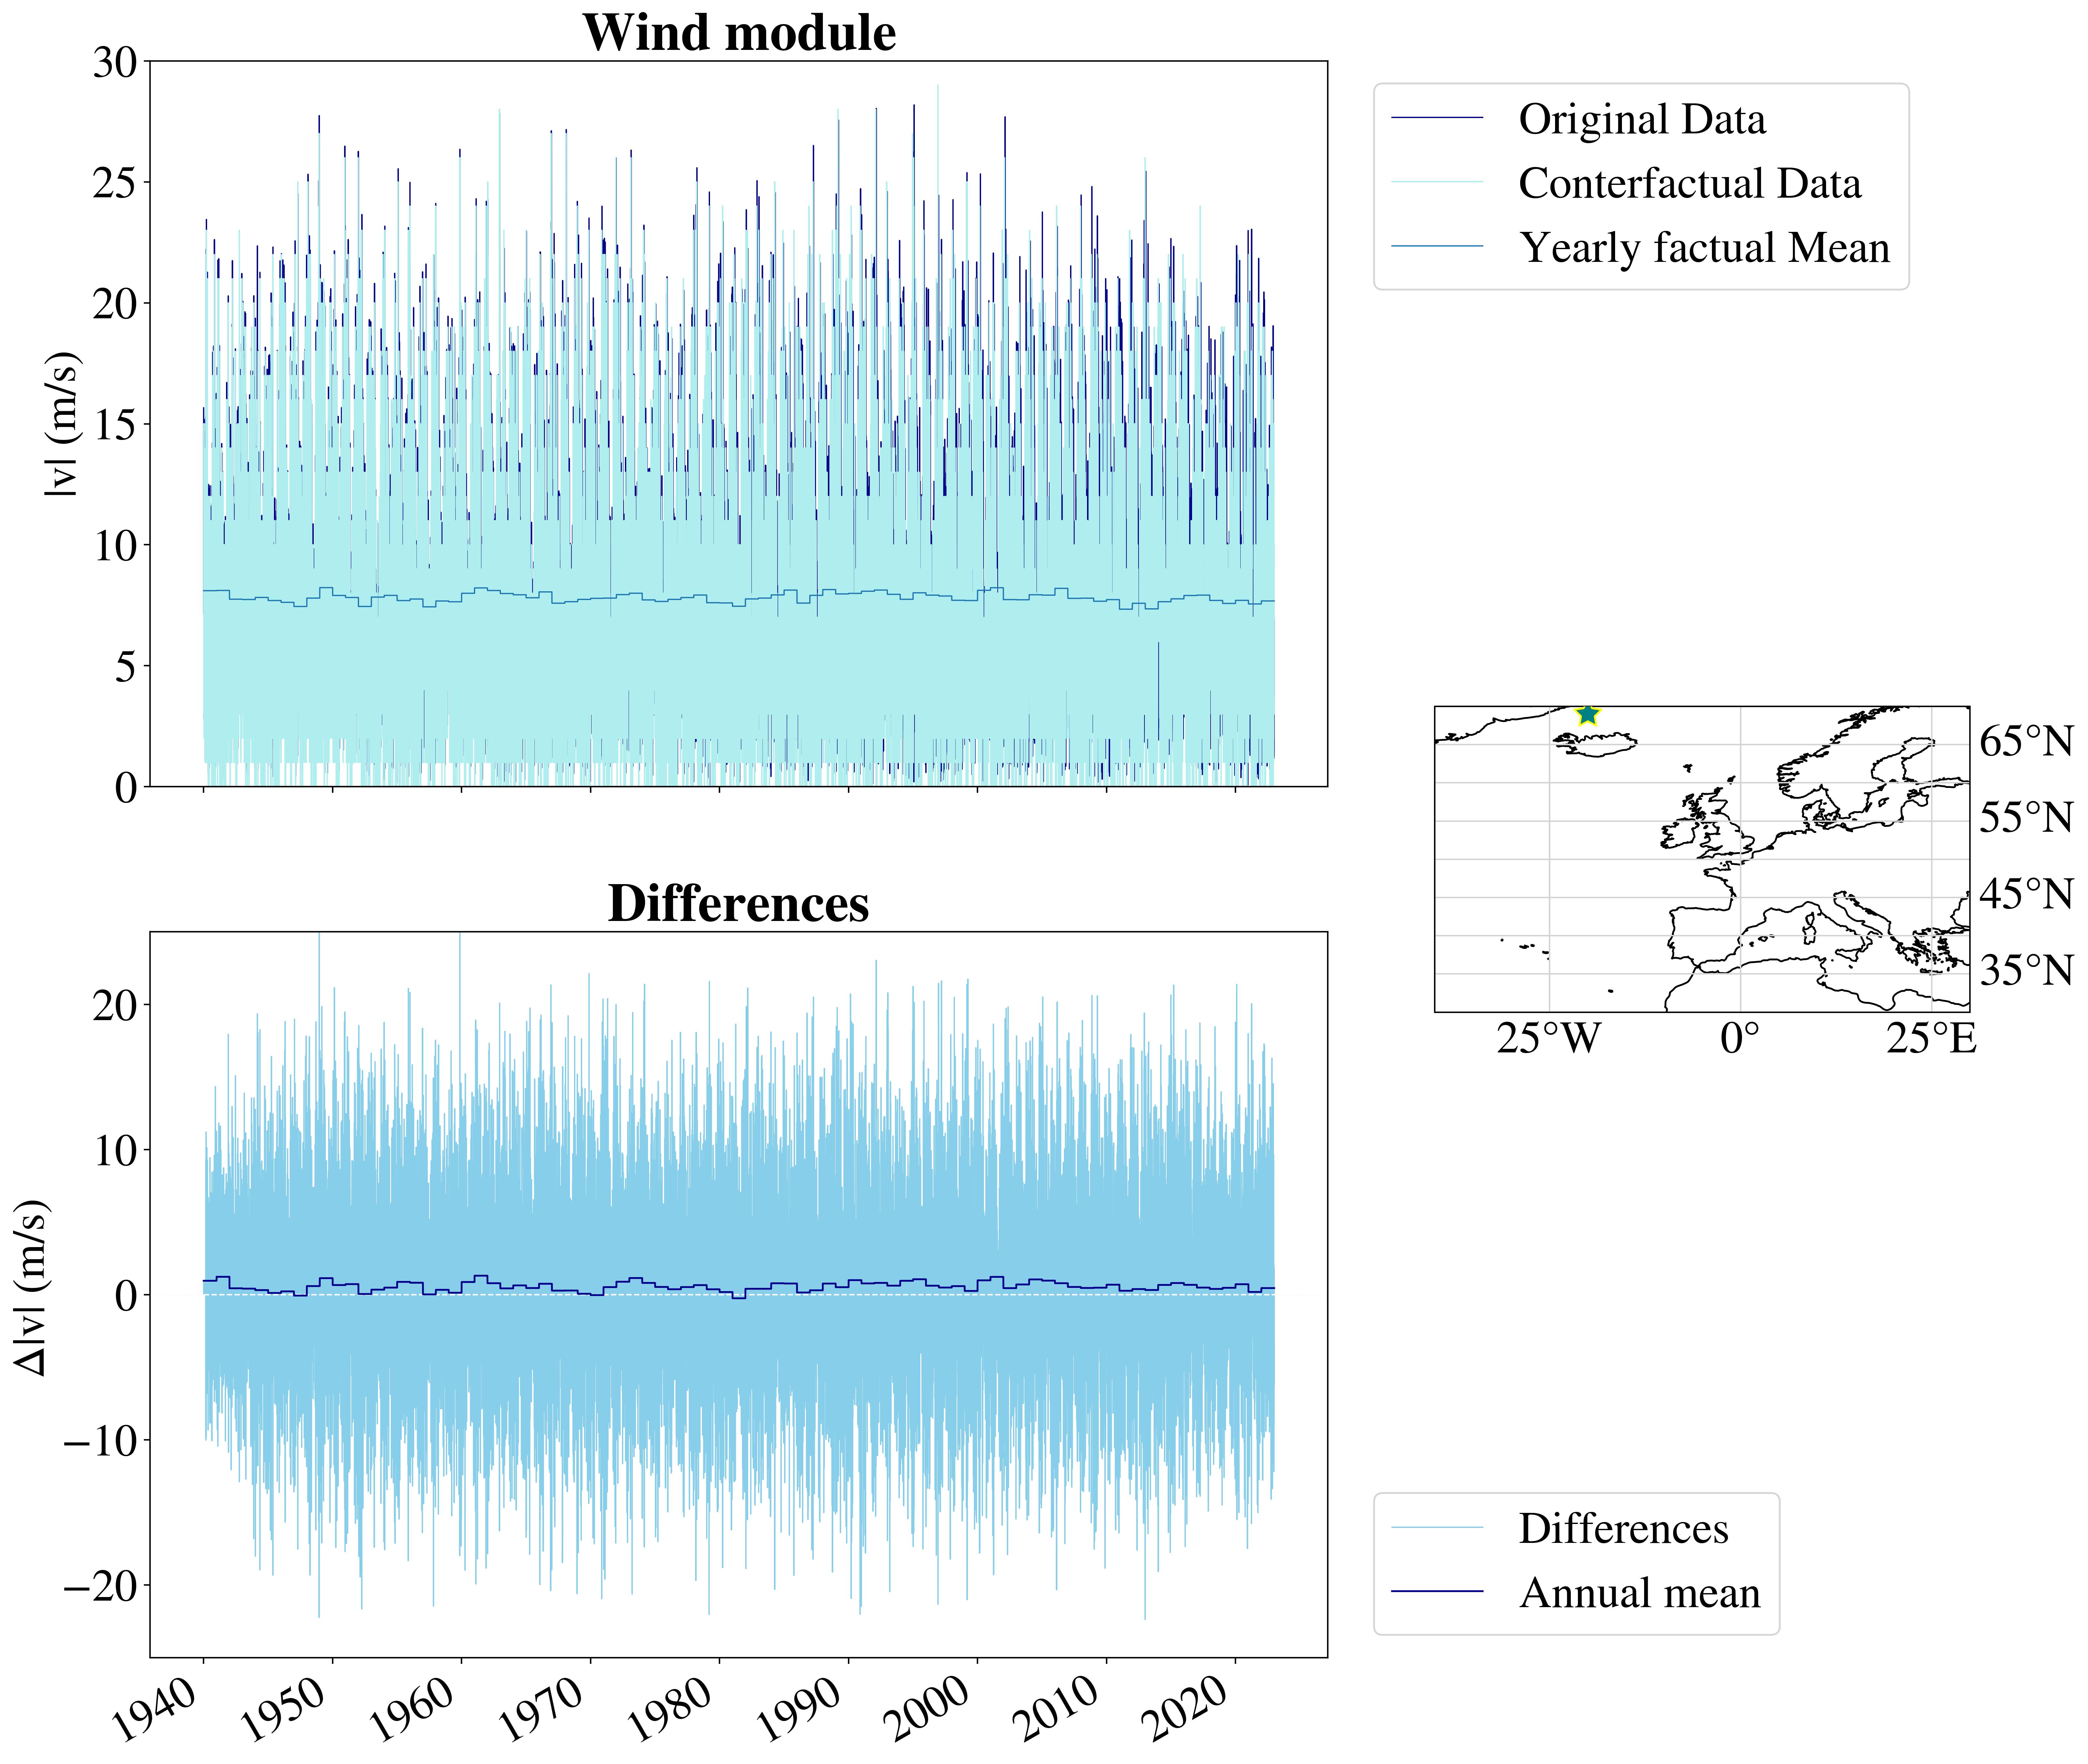 Wind module
30
25
20
15
10
5
0
|v| (m/s)
Original Data
Conterfactual Data
Yearly factual Mean
65°N
55°N
45°N
35°N
25°W 0° 25°E
Differences
20
10
0
−10
−20
Δ|v| (m/s)
1940 1950 1960 1970 1980 1990 2000 2010 2020
Differences
Annual mean